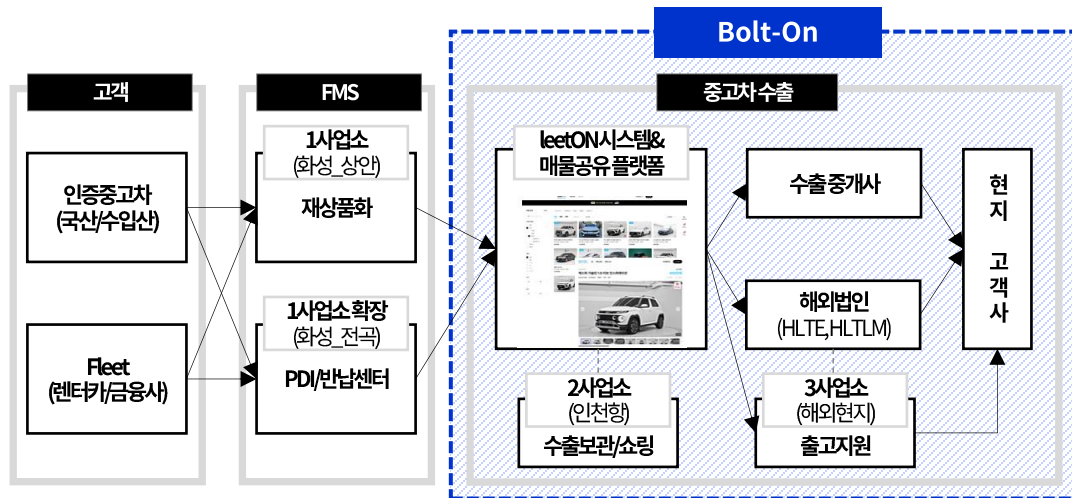 Bolt-On
고객
FMS
중고차 수출
인증중고차
(국산/수입산)
Fleet
(렌터카/금융사)
1사업소
(화성_상안)
재상품화
1사업소 확장
(화성_전곡)
PDI/반납센터
leetON시스템&
매물공유 플랫폼
2사업소
(인천항)
수출보관/쇼링
수출 중개사
해외법인
(HLTE,HLTLM)
3사업소
(해외현지)
출고지원
현지 고객사